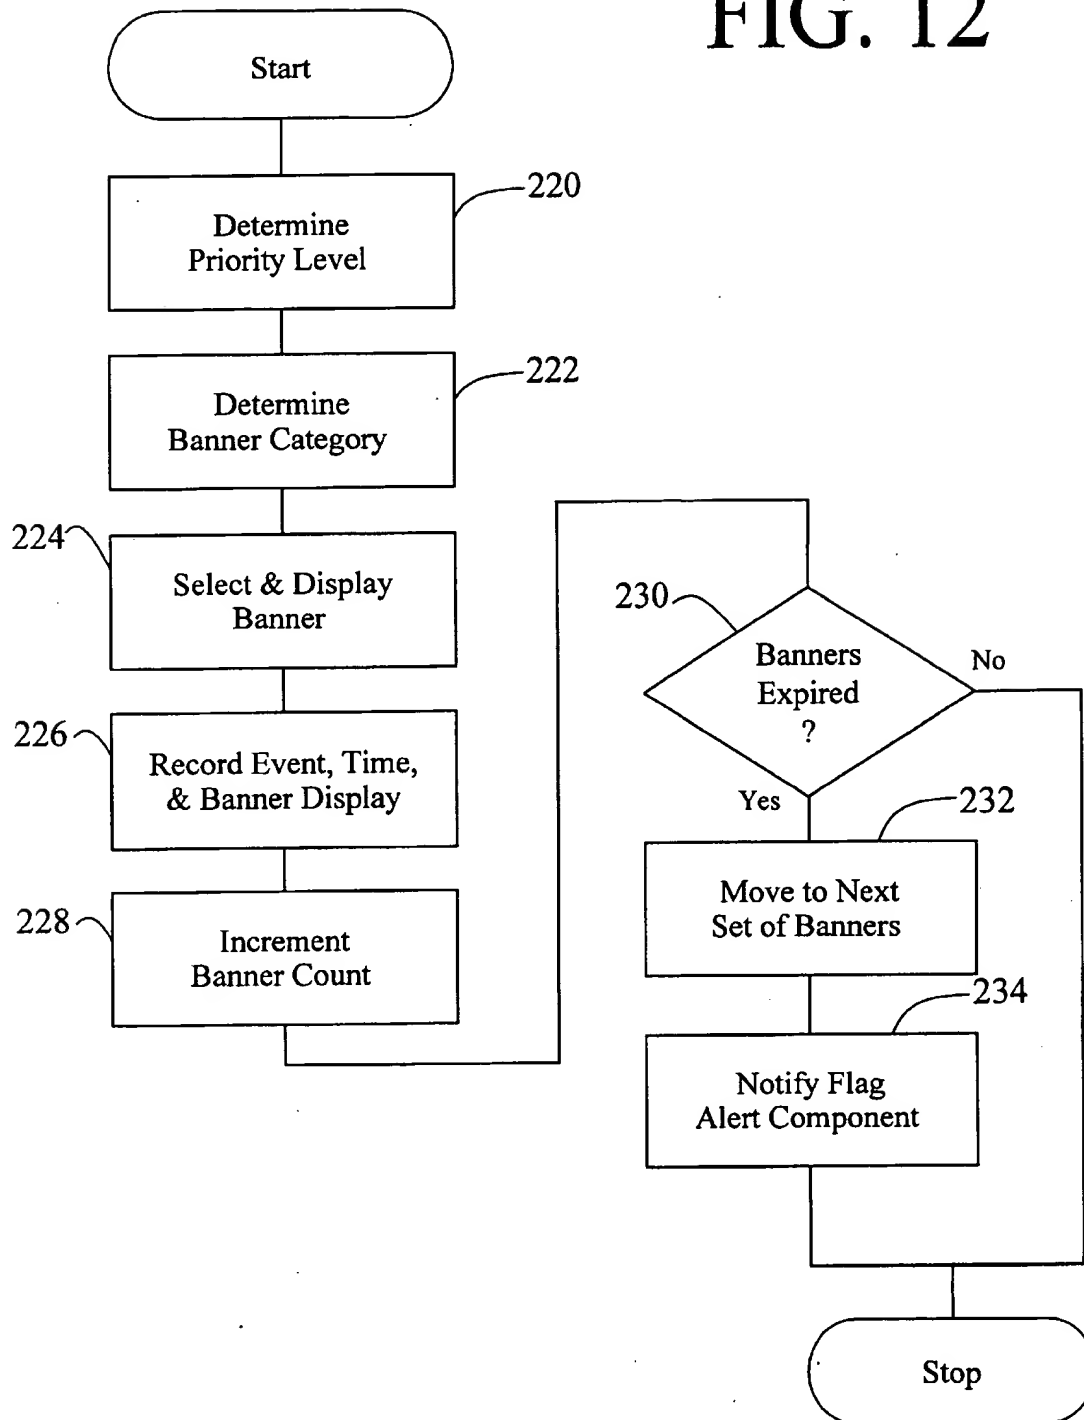 FIG. 12
Start
220
Determine
Priority Level
222
Determine
Banner Category
224
Select & Display
Banner
226
Record Event, Time,
& Banner Display
228
Increment
Banner Count
230
Banners
Expired
?
No
Yes
232
Move to Next
Set of Banners
234
Notify Flag
Alert Component
Stop